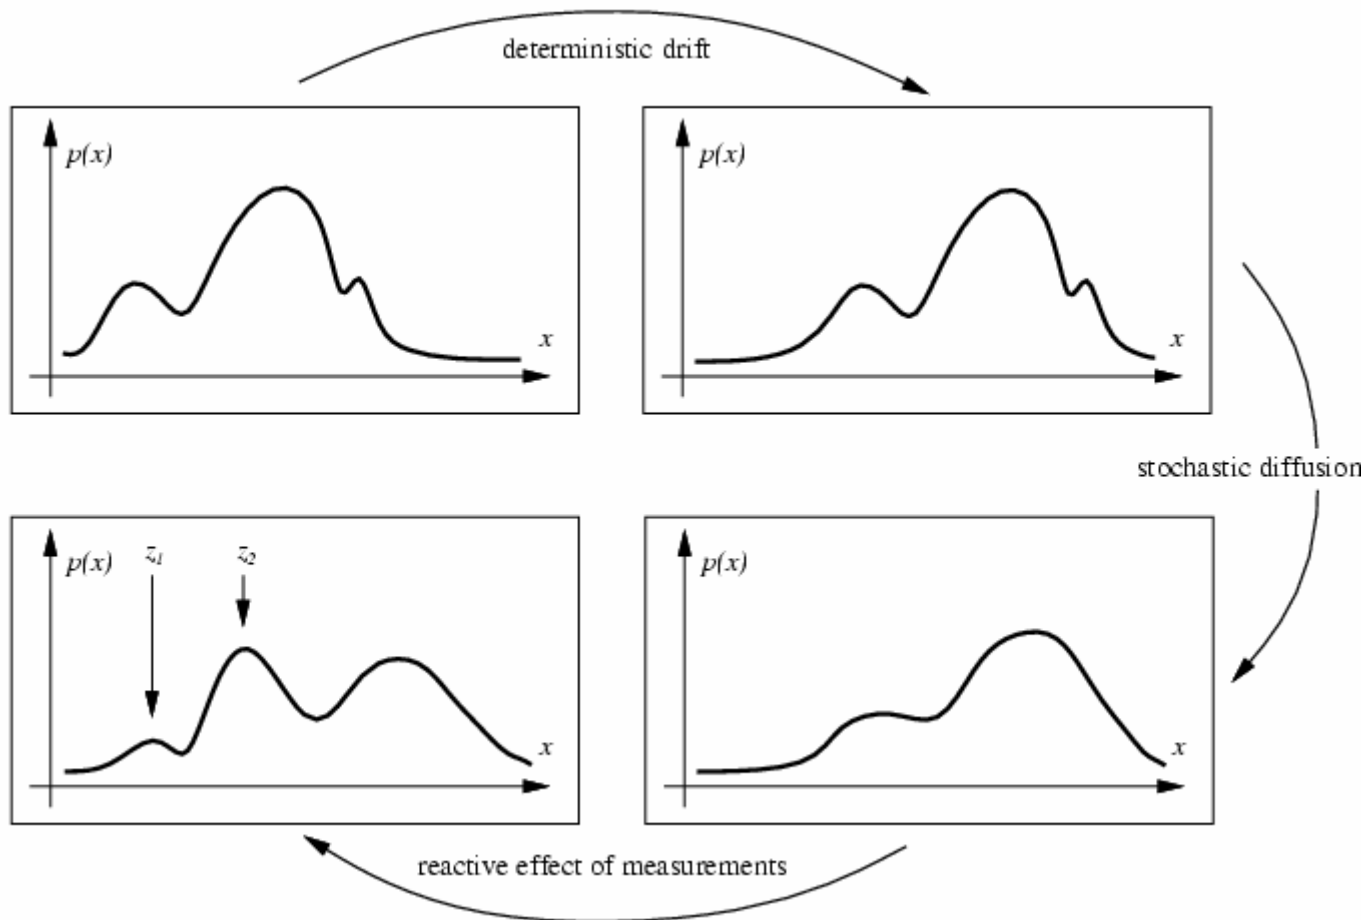 deterministic drift
p(x)
x
p(x)
x
stochastic diffusion
p(x)
z₁
z₂
x
p(x)
x
reactive effect of measurements